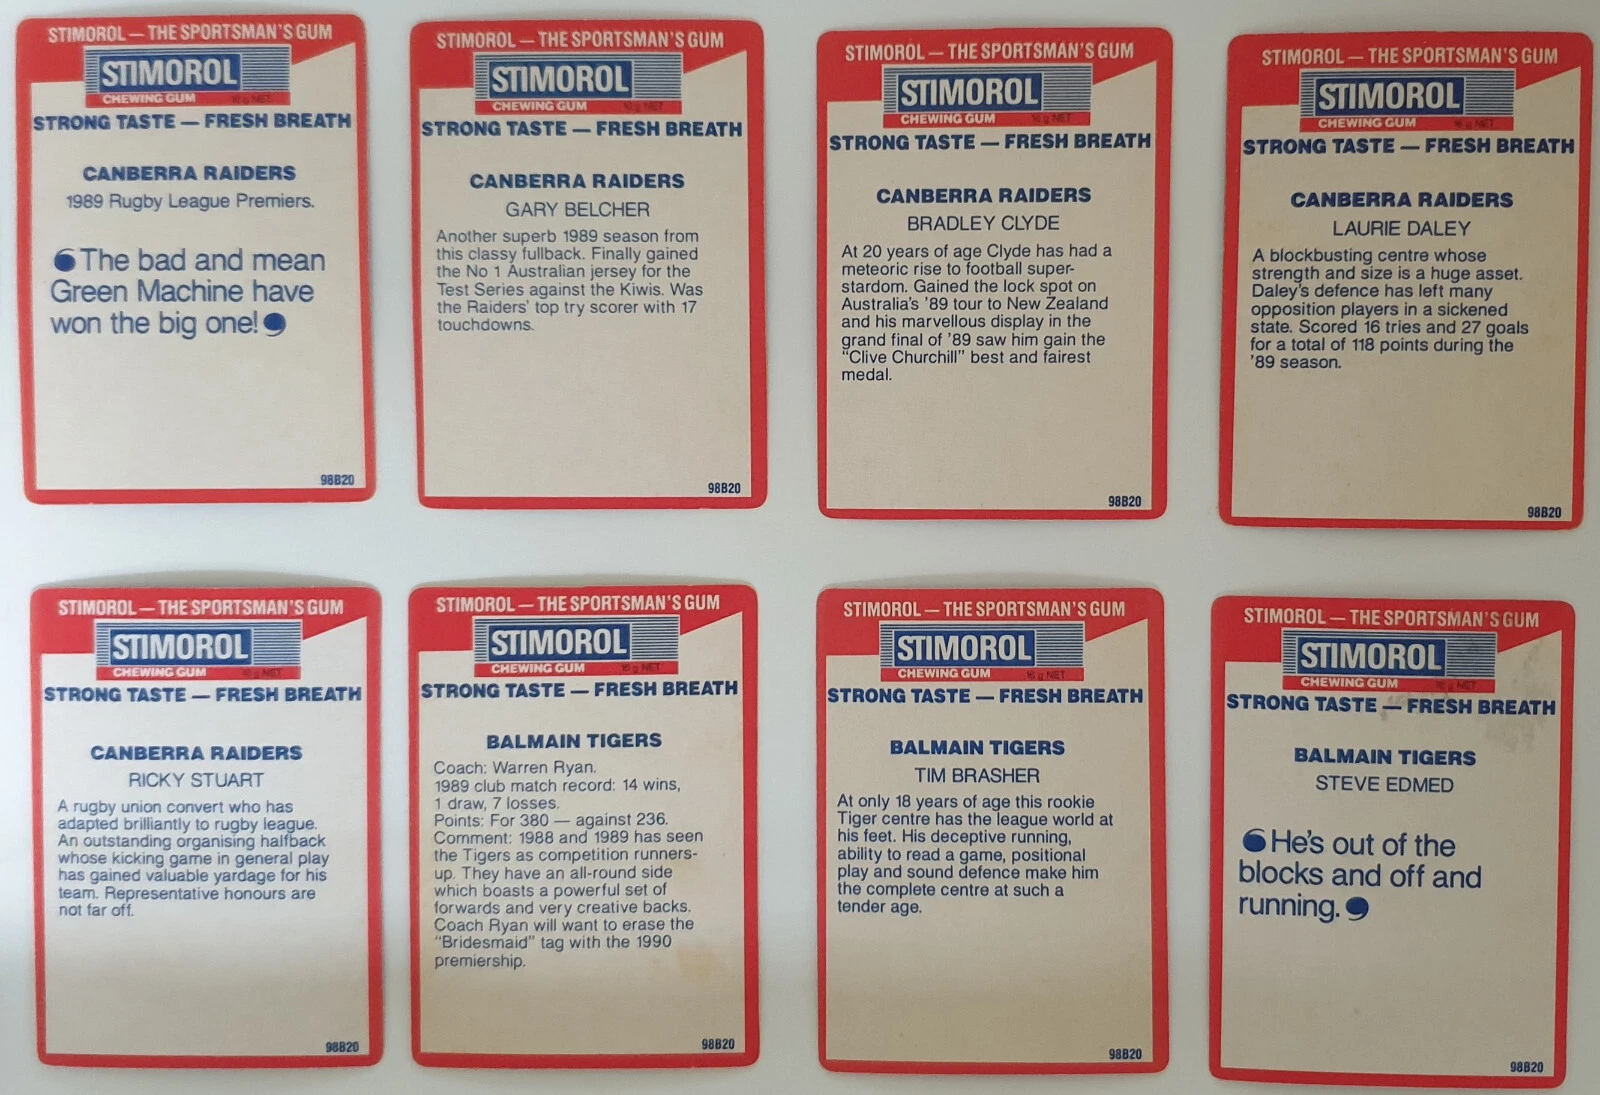 STIMOROL — THE SPORTSMAN'S GUM
STIMOROL
CHEWING GUM 16 g NET
STRONG TASTE — FRESH BREATH
CANBERRA RAIDERS
1989 Rugby League Premiers.
The bad and mean
Green Machine have
won the big one!
98B20
STIMOROL — THE SPORTSMAN'S GUM
STIMOROL
CHEWING GUM 16 g NET
STRONG TASTE — FRESH BREATH
CANBERRA RAIDERS
GARY BELCHER
Another superb 1989 season from
this classy fullback. Finally gained
the No 1 Australian jersey for the
Test Series against the Kiwis. Was
the Raiders' top try scorer with 17
touchdowns.
98B20
STIMOROL — THE SPORTSMAN'S GUM
STIMOROL
CHEWING GUM 16 g NET
STRONG TASTE — FRESH BREATH
CANBERRA RAIDERS
BRADLEY CLYDE
At 20 years of age Clyde has had a
meteoric rise to football super-
stardom. Gained the lock spot on
Australia's '89 tour to New Zealand
and his marvellous display in the
grand final of '89 saw him gain the
"Clive Churchill" best and fairest
medal.
98B20
STIMOROL — THE SPORTSMAN'S GUM
STIMOROL
CHEWING GUM 16 g NET
STRONG TASTE — FRESH BREATH
CANBERRA RAIDERS
LAURIE DALEY
A blockbusting centre whose
strength and size is a huge asset.
Daley's defence has left many
opposition players in a sickened
state. Scored 16 tries and 27 goals
for a total of 118 points during the
'89 season.
98B20
STIMOROL — THE SPORTSMAN'S GUM
STIMOROL
CHEWING GUM 16 g NET
STRONG TASTE — FRESH BREATH
CANBERRA RAIDERS
RICKY STUART
A rugby union convert who has
adapted brilliantly to rugby league.
An outstanding organising halfback
whose kicking game in general play
has gained valuable yardage for his
team. Representative honours are
not far off.
98B20
STIMOROL — THE SPORTSMAN'S GUM
STIMOROL
CHEWING GUM 16 g NET
STRONG TASTE — FRESH BREATH
BALMAIN TIGERS
Coach: Warren Ryan.
1989 club match record: 14 wins,
1 draw, 7 losses.
Points: For 380 — against 236.
Comment: 1988 and 1989 has seen
the Tigers as competition runners-
up. They have an all-round side
which boasts a powerful set of
forwards and very creative backs.
Coach Ryan will want to erase the
"Bridesmaid" tag with the 1990
premiership.
98B20
STIMOROL — THE SPORTSMAN'S GUM
STIMOROL
CHEWING GUM 16 g NET
STRONG TASTE — FRESH BREATH
BALMAIN TIGERS
TIM BRASHER
At only 18 years of age this rookie
Tiger centre has the league world at
his feet. His deceptive running,
ability to read a game, positional
play and sound defence make him
the complete centre at such a
tender age.
98B20
STIMOROL — THE SPORTSMAN'S GUM
STIMOROL
CHEWING GUM 16 g NET
STRONG TASTE — FRESH BREATH
BALMAIN TIGERS
STEVE EDMED
He's out of the
blocks and off and
running.
98B20